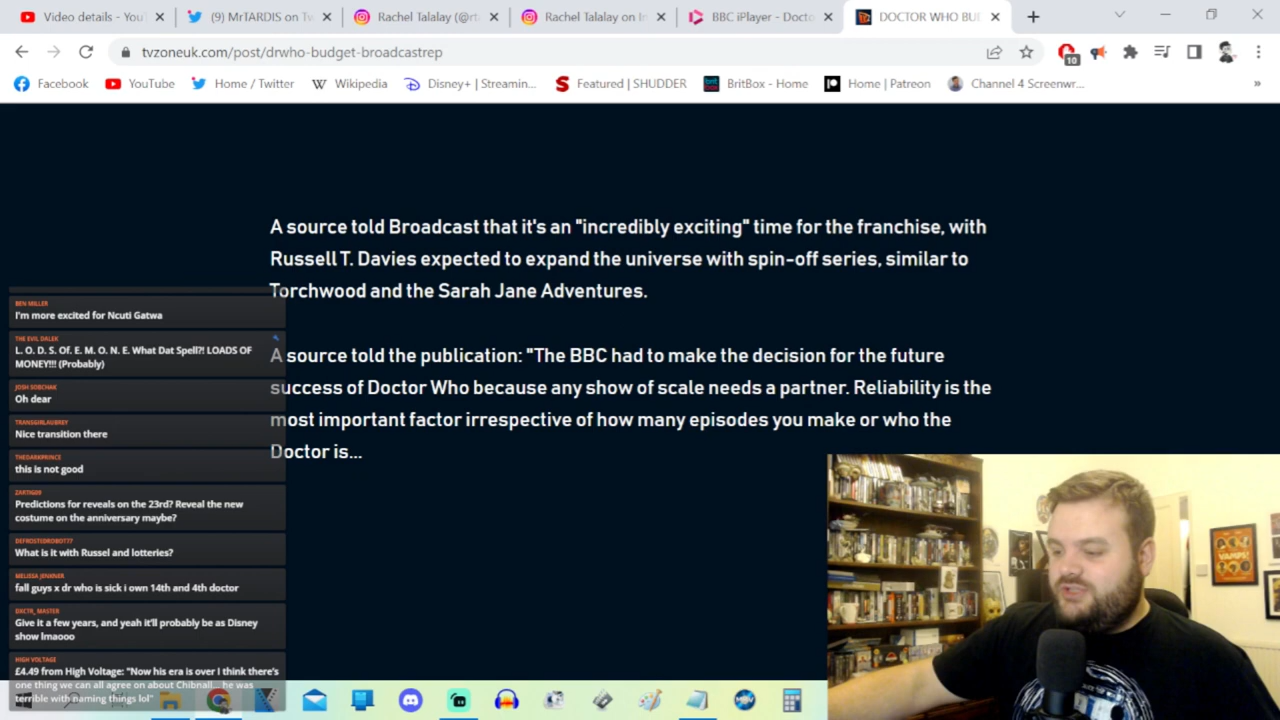 Video details - You
(9) MrTARDIS on Tw
Rachel Talalay (@rt
Rachel Talalay on In
BBC iPlayer - Docto
DOCTOR WHO BU
tvzoneuk.com/post/drwho-budget-broadcastrep
10
Facebook
YouTube
Home / Twitter
Wikipedia
Disney+ | Streamin...
Featured | SHUDDER
BritBox - Home
Home | Patreon
Channel 4 Screenwr...
»
A source told Broadcast that it's an "incredibly exciting" time for the franchise, with
Russell T. Davies expected to expand the universe with spin-off series, similar to
Torchwood and the Sarah Jane Adventures.
A source told the publication: "The BBC had to make the decision for the future
success of Doctor Who because any show of scale needs a partner. Reliability is the
most important factor irrespective of how many episodes you make or who the
Doctor is...
BEN MILLER
I'm more excited for Ncuti Gatwa
THE EVIL DALEK
L. O. D. S. Of. E. M. O. N. E. What Dat Spell?! LOADS OF
MONEY!!! (Probably)
JOSH SOBCHAK
Oh dear
TRANSGIRLAUBREY
Nice transition there
THEDARKPRINCE
this is not good
ZARTIGER
Predictions for reveals on the 23rd? Reveal the new
costume on the anniversary maybe?
DEFROSTEDROBOT77
What is it with Russel and lotteries?
MELISSA JENKNER
fall guys x dr who is sick i own 14th and 4th doctor
DXCTR_MASTER
Give it a few years, and yeah it'll probably be as Disney
show lmaooo
HIGH VOLTAGE
£4.49 from High Voltage: "Now his era is over I think there's
one thing we can all agree on about Chibnall... he was
terrible with naming things lol"
VAMPS!